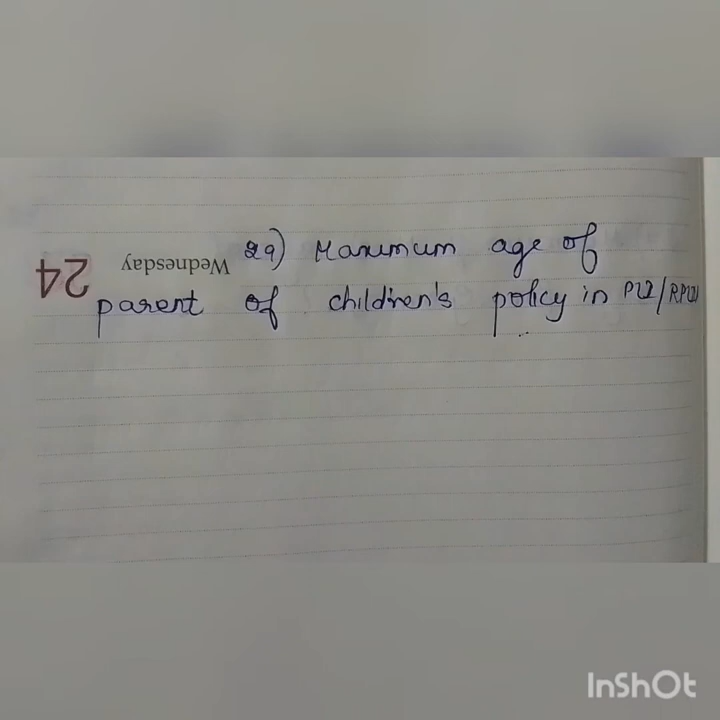 29) Maximum age of
parent of children's policy in PLI/RPLI
Wednesday
24
InShOt